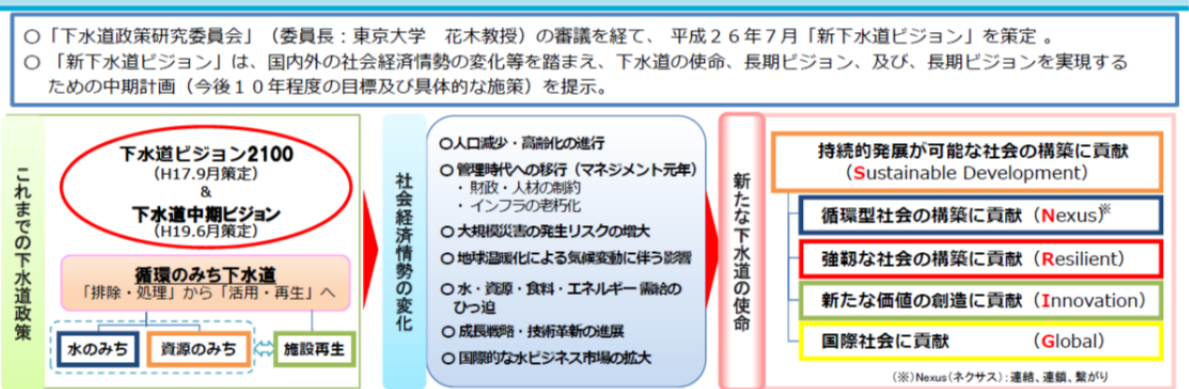 ○「下水道政策研究委員会」（委員長：東京大学　花木教授）の審議を経て、 平成２６年７月「新下水道ビジョン」を策定 。
○「新下水道ビジョン」は、国内外の社会経済情勢の変化等を踏まえ、下水道の使命、長期ビジョン、及び、長期ビジョンを実現する
ための中期計画（今後１０年程度の目標及び具体的な施策）を提示。
これまでの下水道政策
下水道ビジョン2100
（H17.9月策定）
&
下水道中期ビジョン
（H19.6月策定）
循環のみち下水道
「排除・処理」から「活用・再生」へ
水のみち
資源のみち
施設再生
社会経済情勢の変化
○人口減少・高齢化の進行
○管理時代への移行（マネジメント元年）
・財政・人材の制約
・インフラの老朽化
○大規模災害の発生リスクの増大
○地球温暖化による気候変動に伴う影響
○水・資源・食料・エネルギー需給の
ひっ迫
○成長戦略・技術革新の進展
○国際的な水ビジネス市場の拡大
新たな下水道の使命
持続的発展が可能な社会の構築に貢献
（Sustainable Development）
循環型社会の構築に貢献（Nexus）※
強靱な社会の構築に貢献（Resilient）
新たな価値の創造に貢献（Innovation）
国際社会に貢献　　　　（Global）
(※)Nexus（ネクサス）：連結、連鎖、繋がり